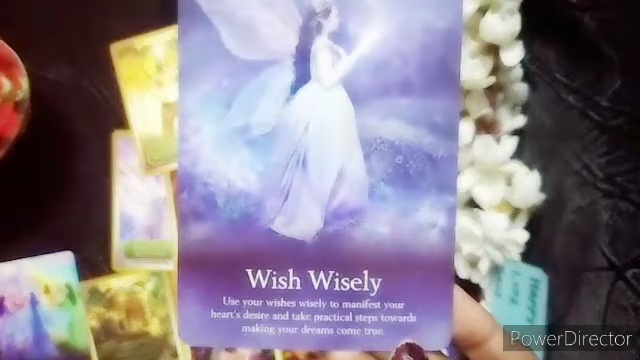 Wish Wisely
Use your wishes wisely to manifest your
heart's desire and take practical steps towards
making your dreams come true.
PowerDirector